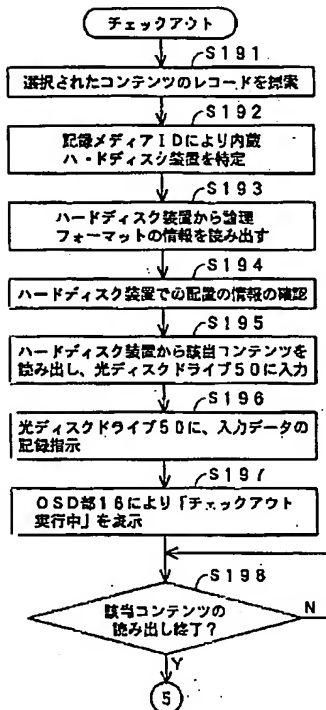 チェックアウト
S191
選択されたコンテンツのレコードを探索
S192
記録メディアIDにより内蔵
ハードディスク装置を特定
S193
ハードディスク装置から論理
フォーマットの情報を読み出す
S194
ハードディスク装置での配置の情報の確認
S195
ハードディスク装置から該当コンテンツを
読み出し、光ディスクドライブ50に入力
S196
光ディスクドライブ50に、入力データの
記録指示
S197
OSD部16により「チェックアウト
実行中」を表示
S198
該当コンテンツの
読み出し終了?
N
Y
5